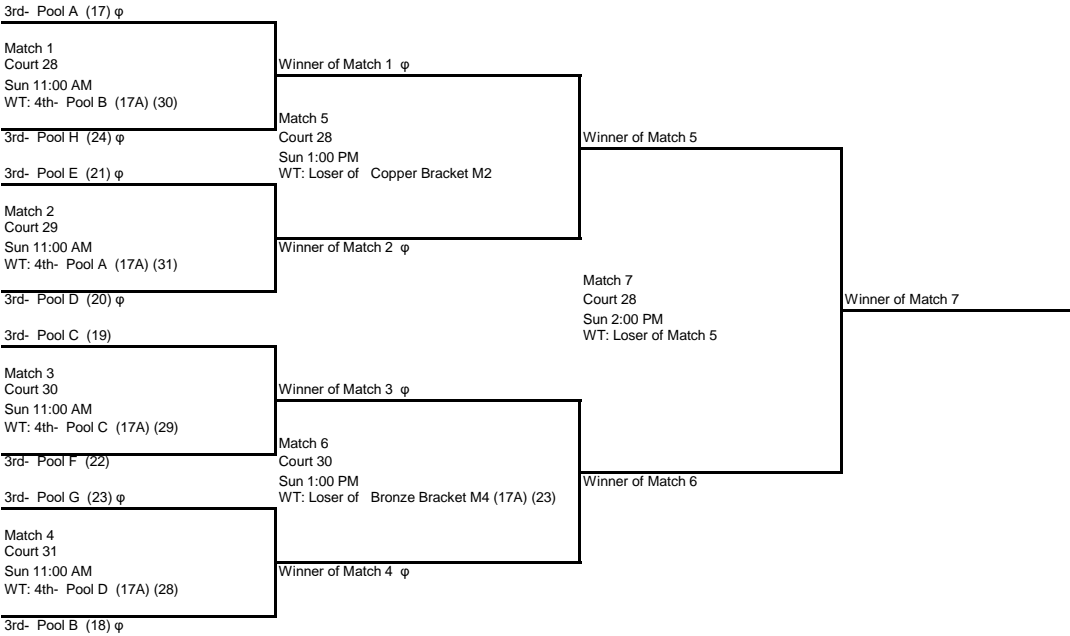 3rd- Pool A (17) φ
Match 1
Court 28
Sun 11:00 AM
WT: 4th- Pool B (17A) (30)
3rd- Pool H (24) φ
3rd- Pool E (21) φ
Match 2
Court 29
Sun 11:00 AM
WT: 4th- Pool A (17A) (31)
3rd- Pool D (20) φ
3rd- Pool C (19)
Match 3
Court 30
Sun 11:00 AM
WT: 4th- Pool C (17A) (29)
3rd- Pool F (22)
3rd- Pool G (23) φ
Match 4
Court 31
Sun 11:00 AM
WT: 4th- Pool D (17A) (28)
3rd- Pool B (18) φ
Winner of Match 1 φ
Match 5
Court 28
Sun 1:00 PM
WT: Loser of Copper Bracket M2
Winner of Match 2 φ
Winner of Match 3 φ
Match 6
Court 30
Sun 1:00 PM
WT: Loser of Bronze Bracket M4 (17A) (23)
Winner of Match 4 φ
Winner of Match 5
Match 7
Court 28
Sun 2:00 PM
WT: Loser of Match 5
Winner of Match 6
Winner of Match 7